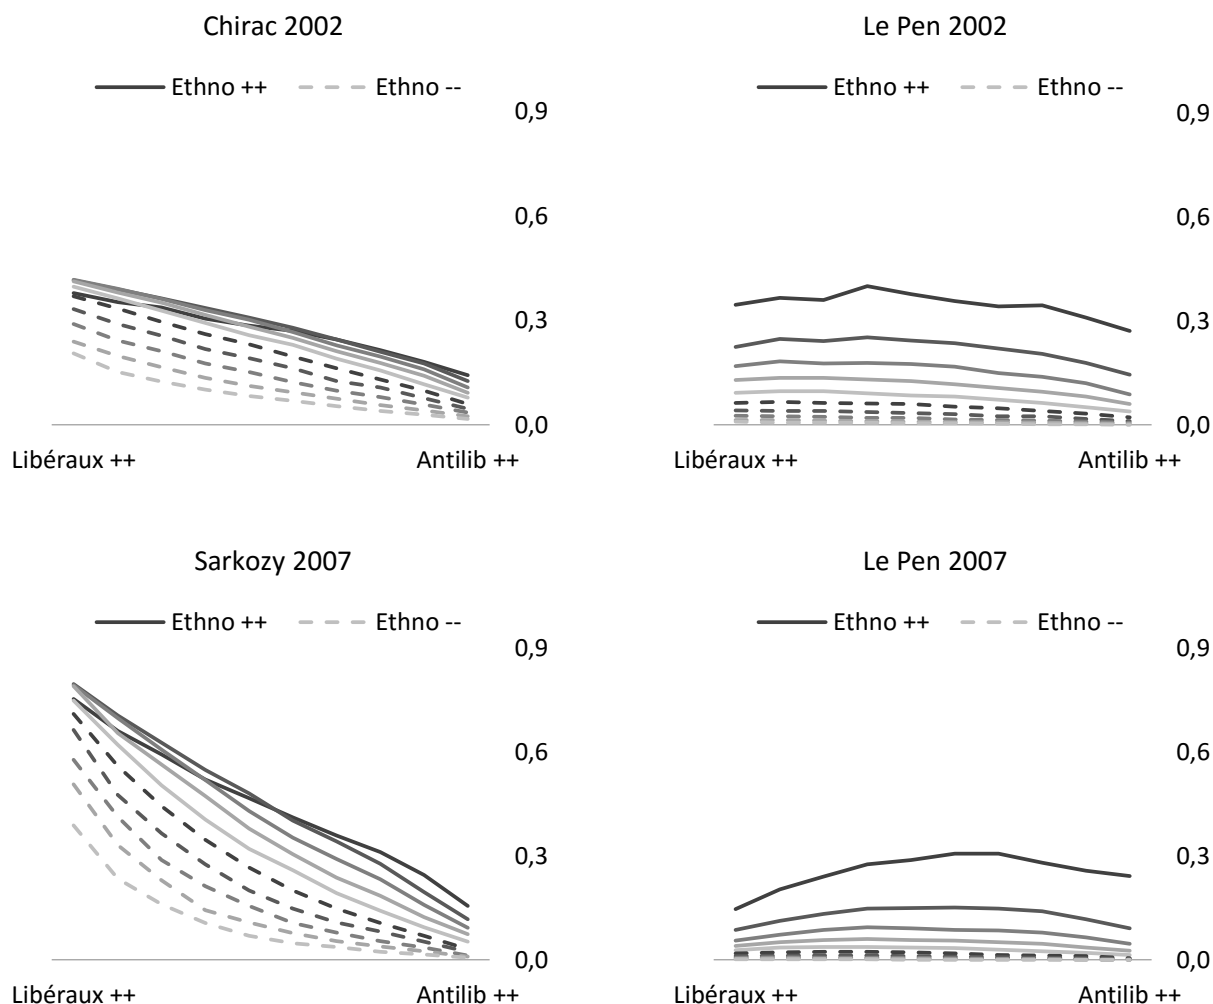 Chirac 2002
Ethno ++ Ethno --
0,9
0,6
0,3
0,0
Libéraux ++ Antilib ++
Le Pen 2002
Ethno ++ Ethno --
0,9
0,6
0,3
0,0
Libéraux ++ Antilib ++
Sarkozy 2007
Ethno ++ Ethno --
0,9
0,6
0,3
0,0
Libéraux ++ Antilib ++
Le Pen 2007
Ethno ++ Ethno --
0,9
0,6
0,3
0,0
Libéraux ++ Antilib ++